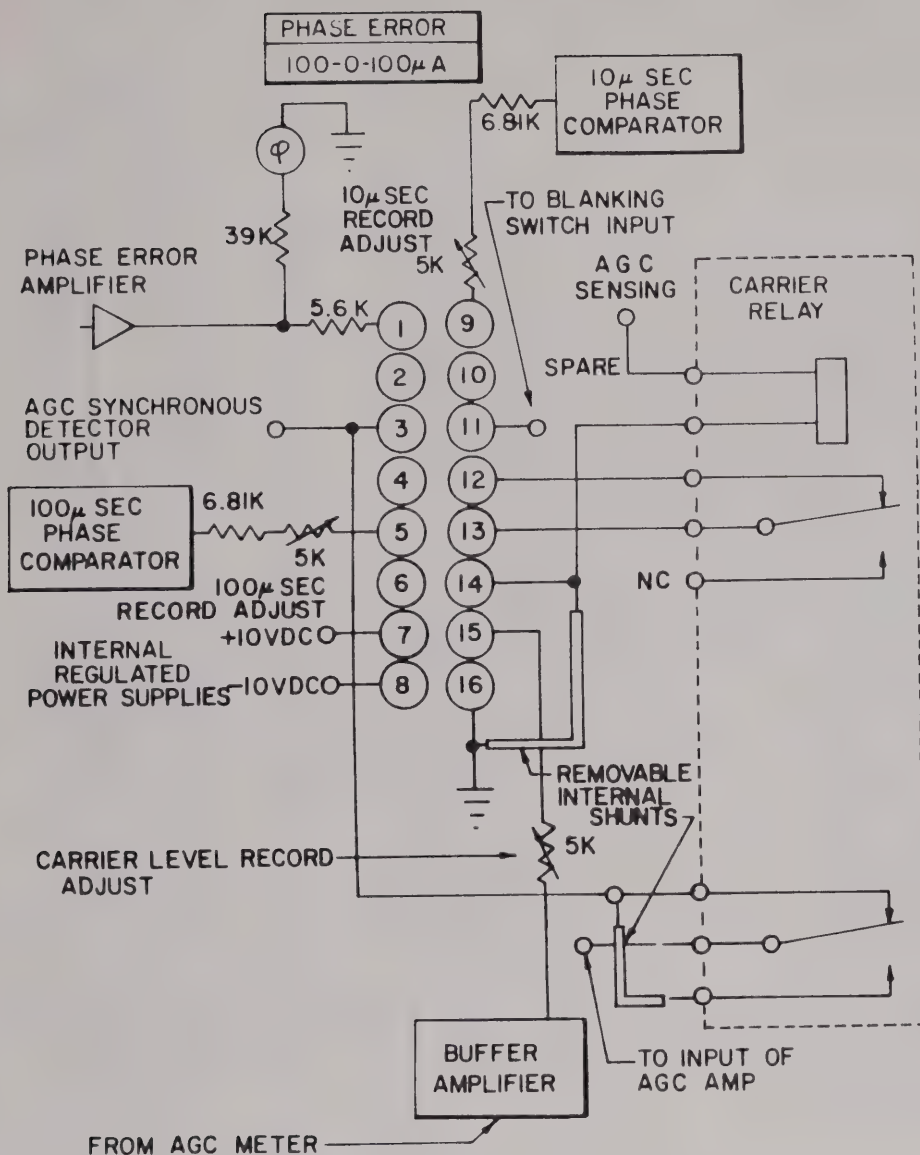 PHASE ERROR
100-0-100μA
10μ SEC
PHASE
COMPARATOR
6.81K
φ
10μ SEC
RECORD
ADJUST
5K
39K
TO BLANKING
SWITCH INPUT
PHASE ERROR
AMPLIFIER
AGC
SENSING
CARRIER
RELAY
5.6K
1
9
SPARE
2
10
AGC SYNCHRONOUS
DETECTOR
OUTPUT
3
11
4
12
100μ SEC
PHASE
COMPARATOR
6.81K
5K
5
13
100μ SEC
RECORD ADJUST
6
14
NC
+10VDC
7
15
INTERNAL
REGULATED
POWER SUPPLIES
-10VDC
8
16
REMOVABLE
INTERNAL
SHUNTS
CARRIER LEVEL RECORD
ADJUST
5K
BUFFER
AMPLIFIER
TO INPUT OF
AGC AMP
FROM AGC METER